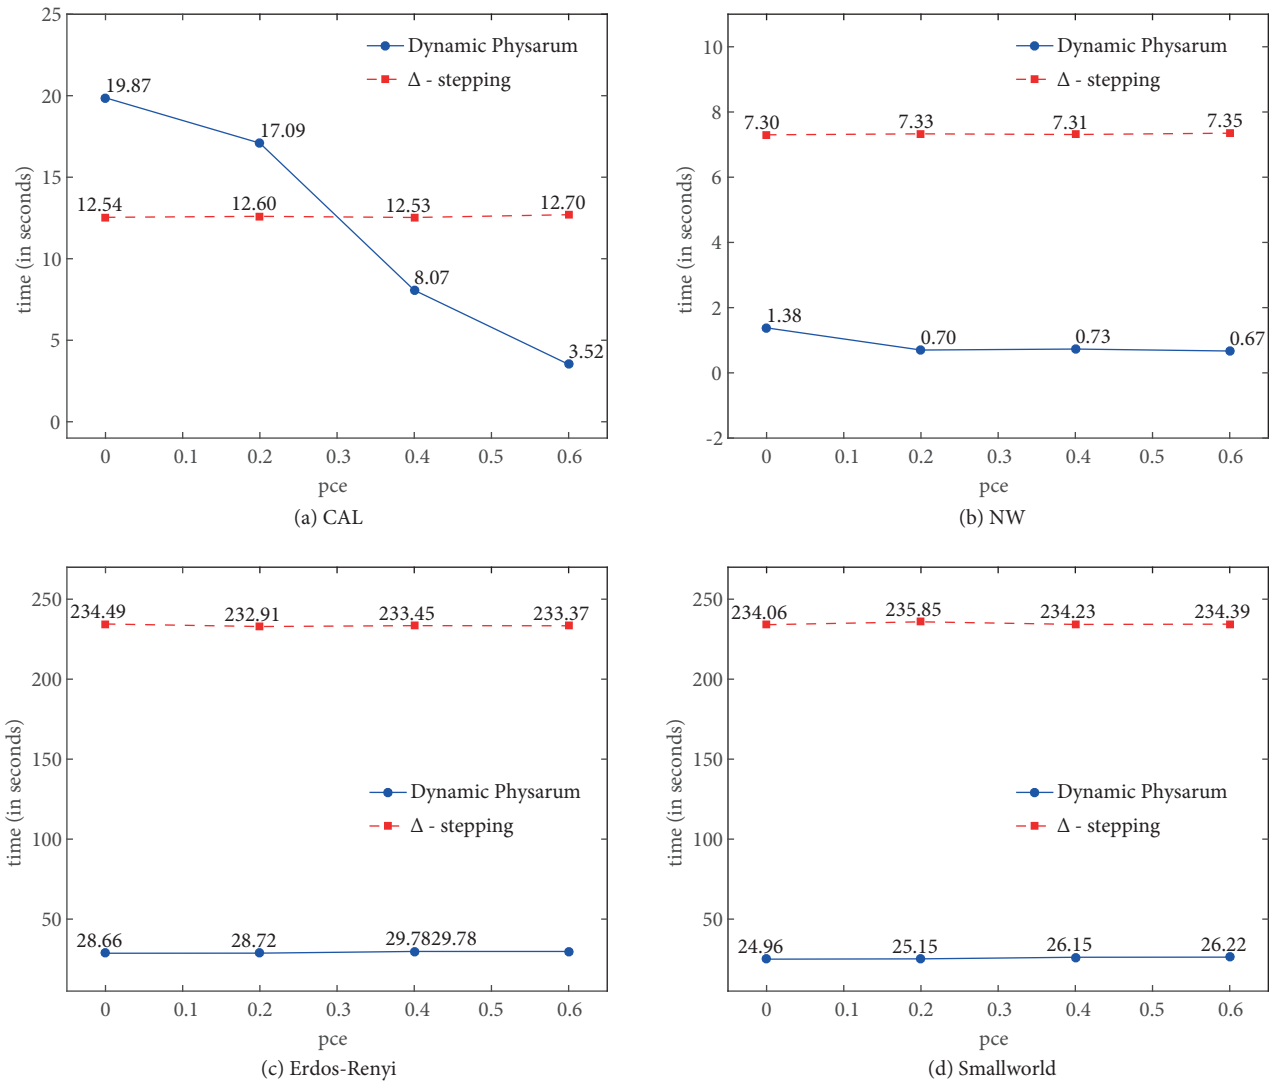 25
20
15
10
5
0
time (in seconds)
Dynamic Physarum
Δ - stepping
19.87
17.09
12.54
12.60
12.53
12.70
8.07
3.52
0 0.1 0.2 0.3 0.4 0.5 0.6
pce
(a) CAL
10
8
6
4
2
0
-2
time (in seconds)
Dynamic Physarum
Δ - stepping
7.30
7.33
7.31
7.35
1.38
0.70
0.73
0.67
0 0.1 0.2 0.3 0.4 0.5 0.6
pce
(b) NW
250
200
150
100
50
time (in seconds)
234.49
232.91
233.45
233.37
Dynamic Physarum
Δ - stepping
28.66
28.72
29.7829.78
0 0.1 0.2 0.3 0.4 0.5 0.6
pce
(c) Erdos-Renyi
250
200
150
100
50
time (in seconds)
234.06
235.85
234.23
234.39
Dynamic Physarum
Δ - stepping
24.96
25.15
26.15
26.22
0 0.1 0.2 0.3 0.4 0.5 0.6
pce
(d) Smallworld